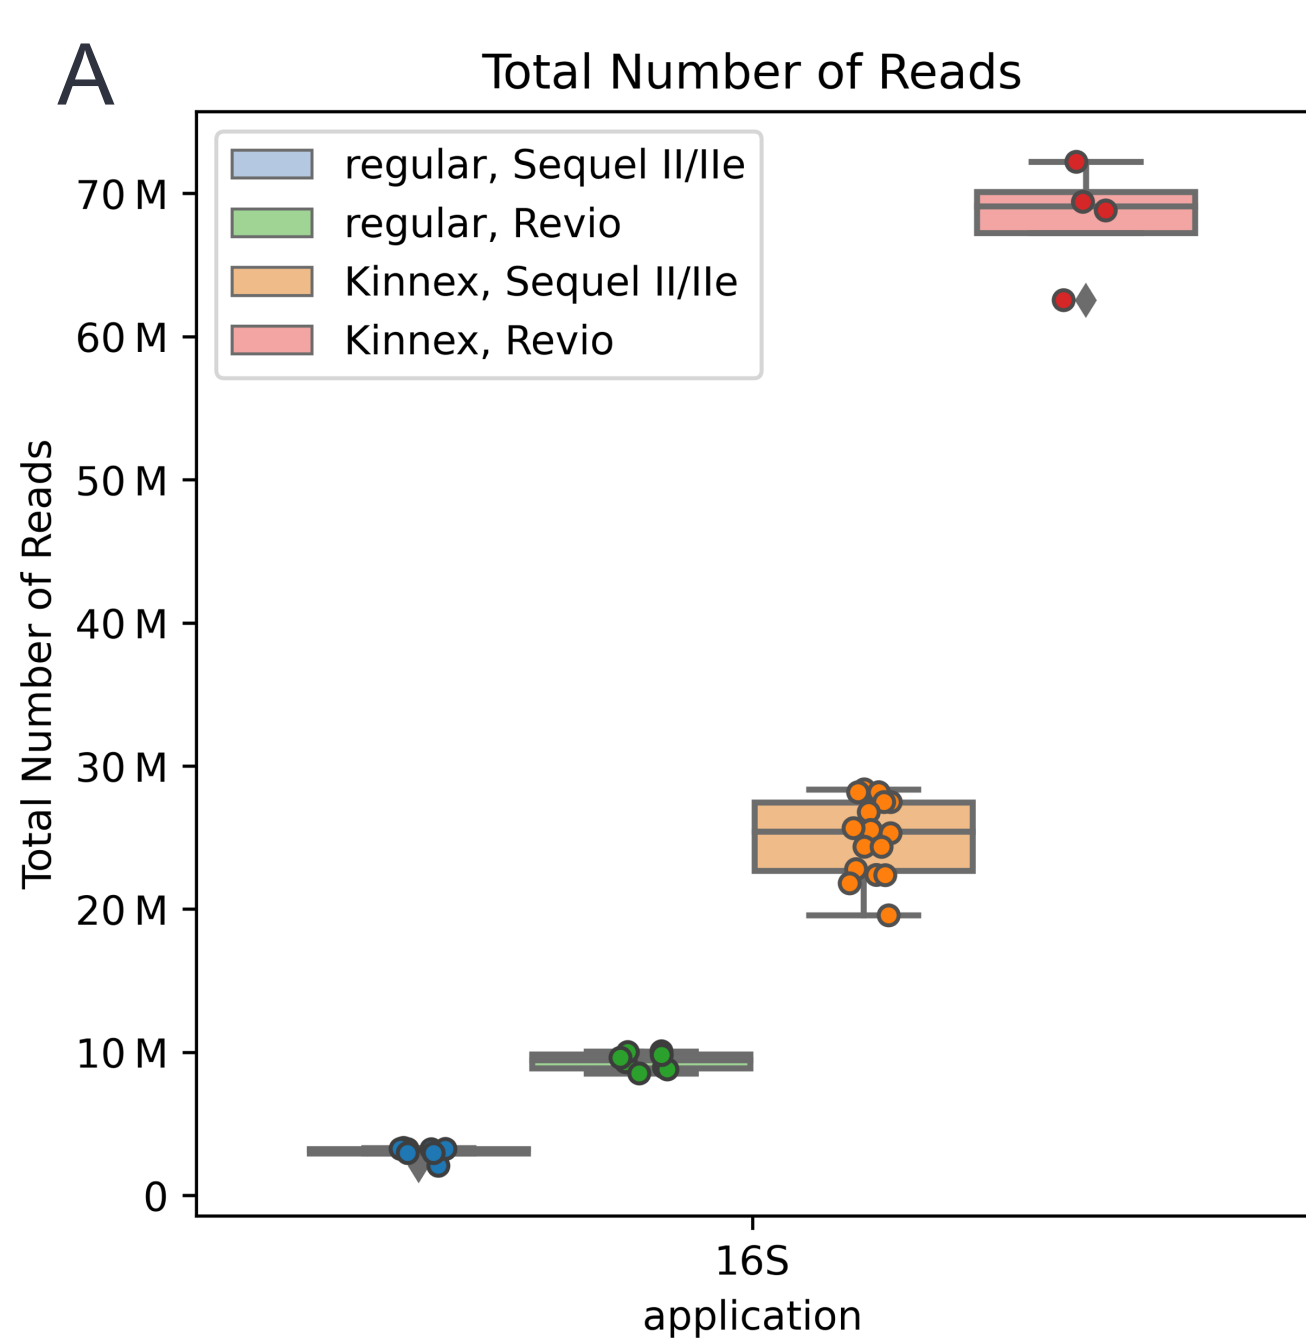 A
Total Number of Reads
regular, Sequel II/IIe
regular, Revio
Kinnex, Sequel II/IIe
Kinnex, Revio
Total Number of Reads
70 M
60 M
50 M
40 M
30 M
20 M
10 M
0
16S
application